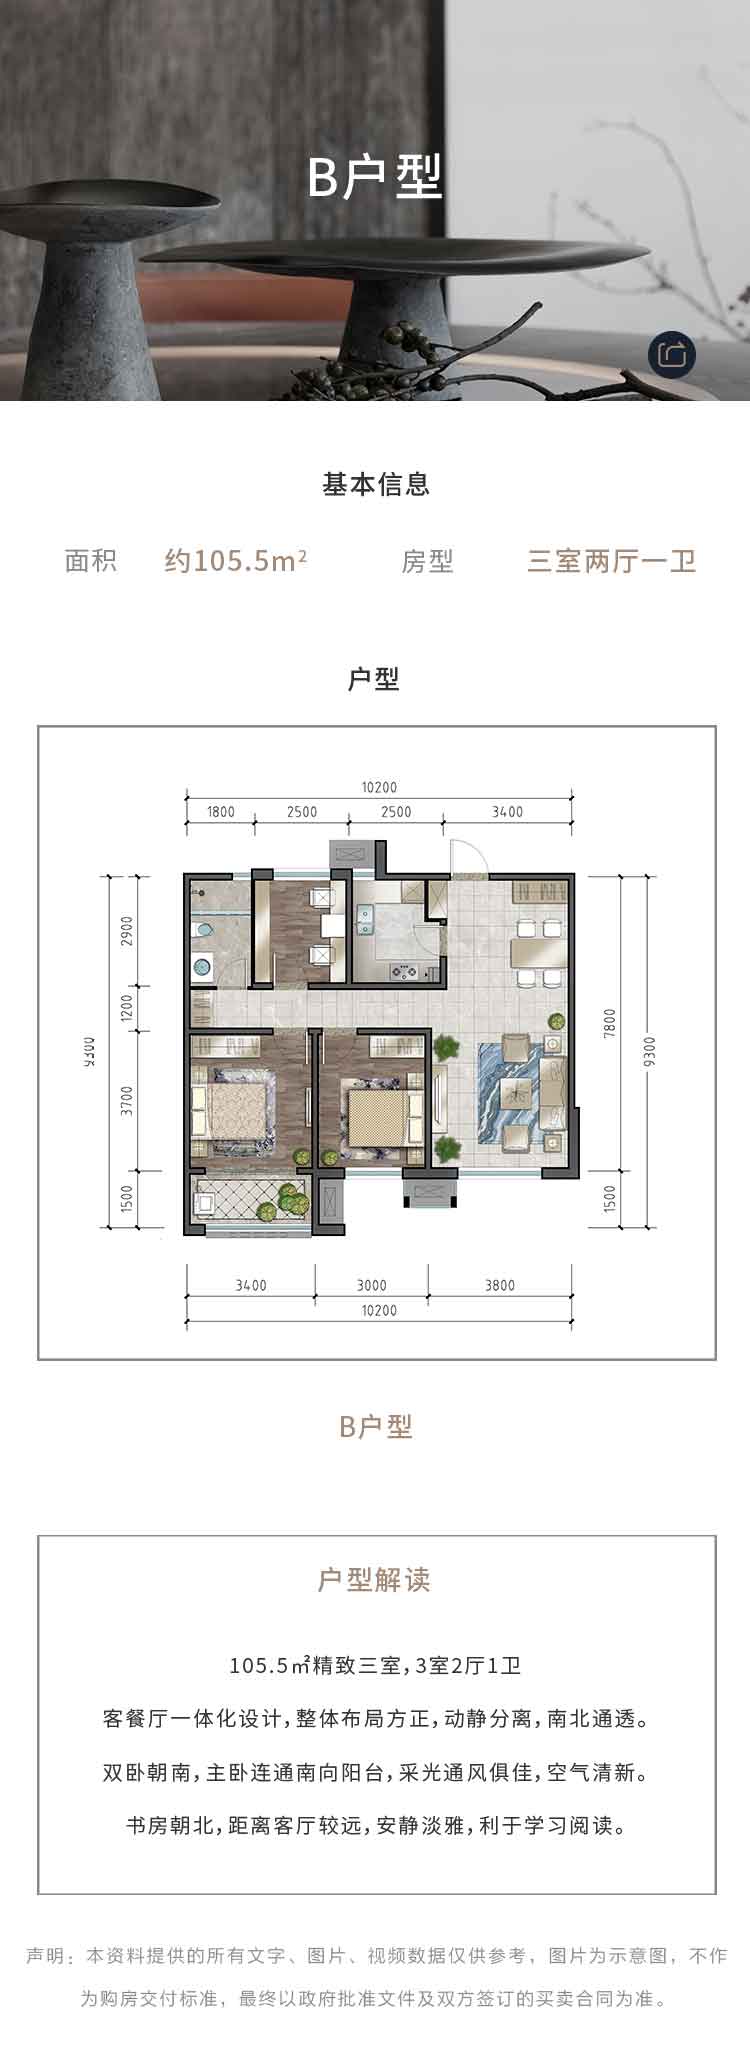 B户型
基本信息
面积 约105.5m² 房型 三室两厅一卫
户型
10200
1800 2500 2500 3400
2900
1200
3700
1500
9300
7800
1500
9300
3400 3000 3800
10200
B户型
户型解读
105.5㎡精致三室，3室2厅1卫
客餐厅一体化设计，整体布局方正，动静分离，南北通透。
双卧朝南，主卧连通南向阳台，采光通风俱佳，空气清新。
书房朝北，距离客厅较远，安静淡雅，利于学习阅读。
声明：本资料提供的所有文字、图片、视频数据仅供参考，图片为示意图，不作
为购房交付标准，最终以政府批准文件及双方签订的买卖合同为准。